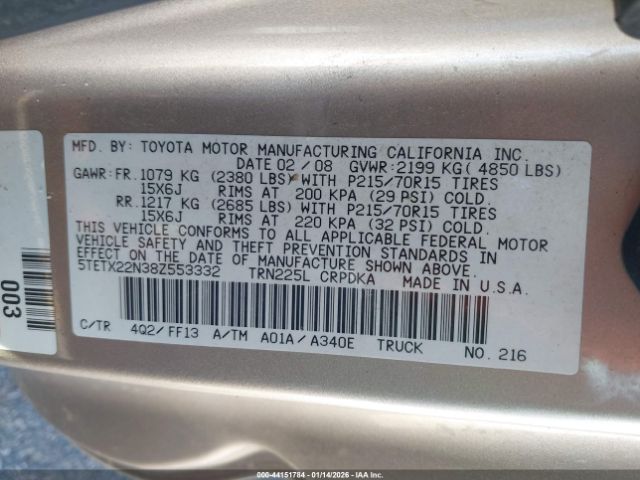 MFD. BY: TOYOTA MOTOR MANUFACTURING CALIFORNIA INC.
DATE 02 / 08 GVWR:2199 KG( 4850 LBS)
GAWR:FR.1079 KG (2380 LBS) WITH P215/70R15 TIRES
15X6J RIMS AT 200 KPA (29 PSI) COLD.
RR.1217 KG (2685 LBS) WITH P215/70R15 TIRES
15X6J RIMS AT 220 KPA (32 PSI) COLD.
THIS VEHICLE CONFORMS TO ALL APPLICABLE FEDERAL MOTOR
VEHICLE SAFETY AND THEFT PREVENTION STANDARDS IN
EFFECT ON THE DATE OF MANUFACTURE SHOWN ABOVE.
5TETX22N38Z553332 TRN225L CRPDKA MADE IN U.S.A.
C/TR 4Q2/FF13 A/TM A01A/A340E TRUCK NO. 216
003
000-44151784 | 01/14/2026 - IAA, Inc